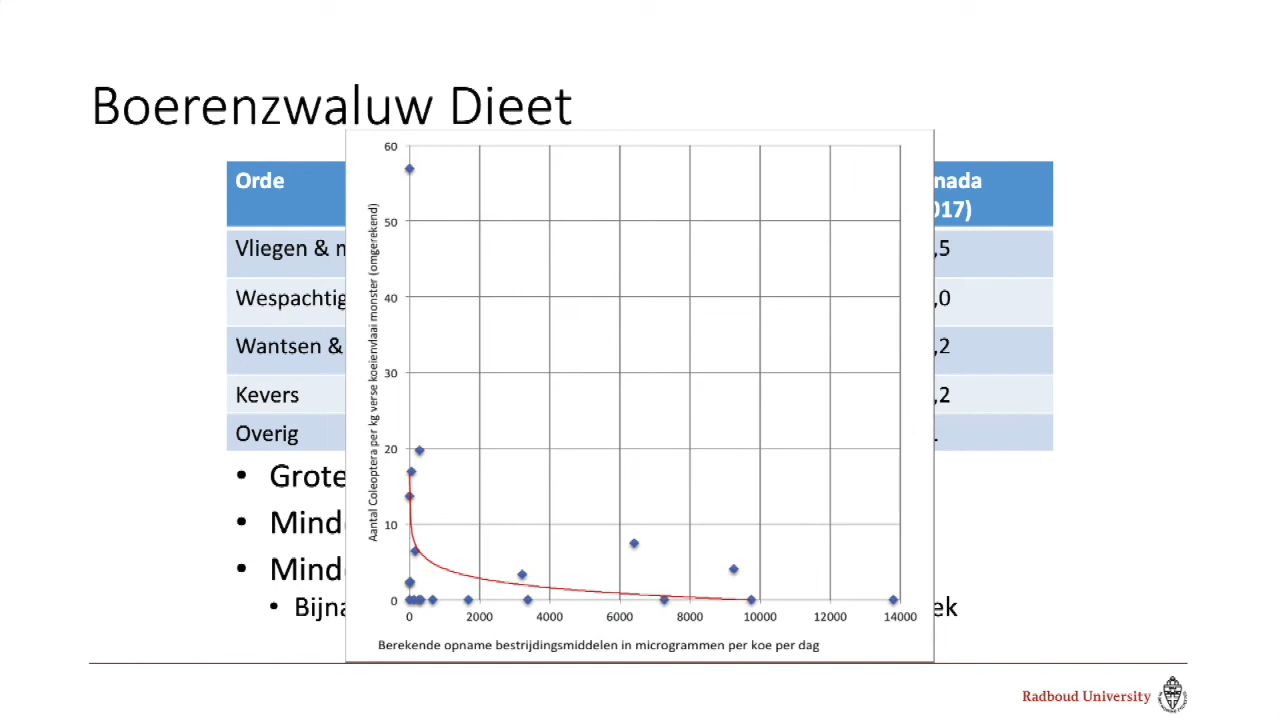 Boerenzwaluw Dieet
Orde
Vliegen &
Wespachtig
Wantsen &
Kevers
Overig
nada
017)
,5
,0
,2
,2
Grote
Mind
Mind
Bijna
ek
60
50
40
30
20
10
0
Aantal Coleoptera per kg verse koeienvlaai monster (omgerekend)
0 2000 4000 6000 8000 10000 12000 14000
Berekende opname bestrijdingsmiddelen in microgrammen per koe per dag
Radboud University